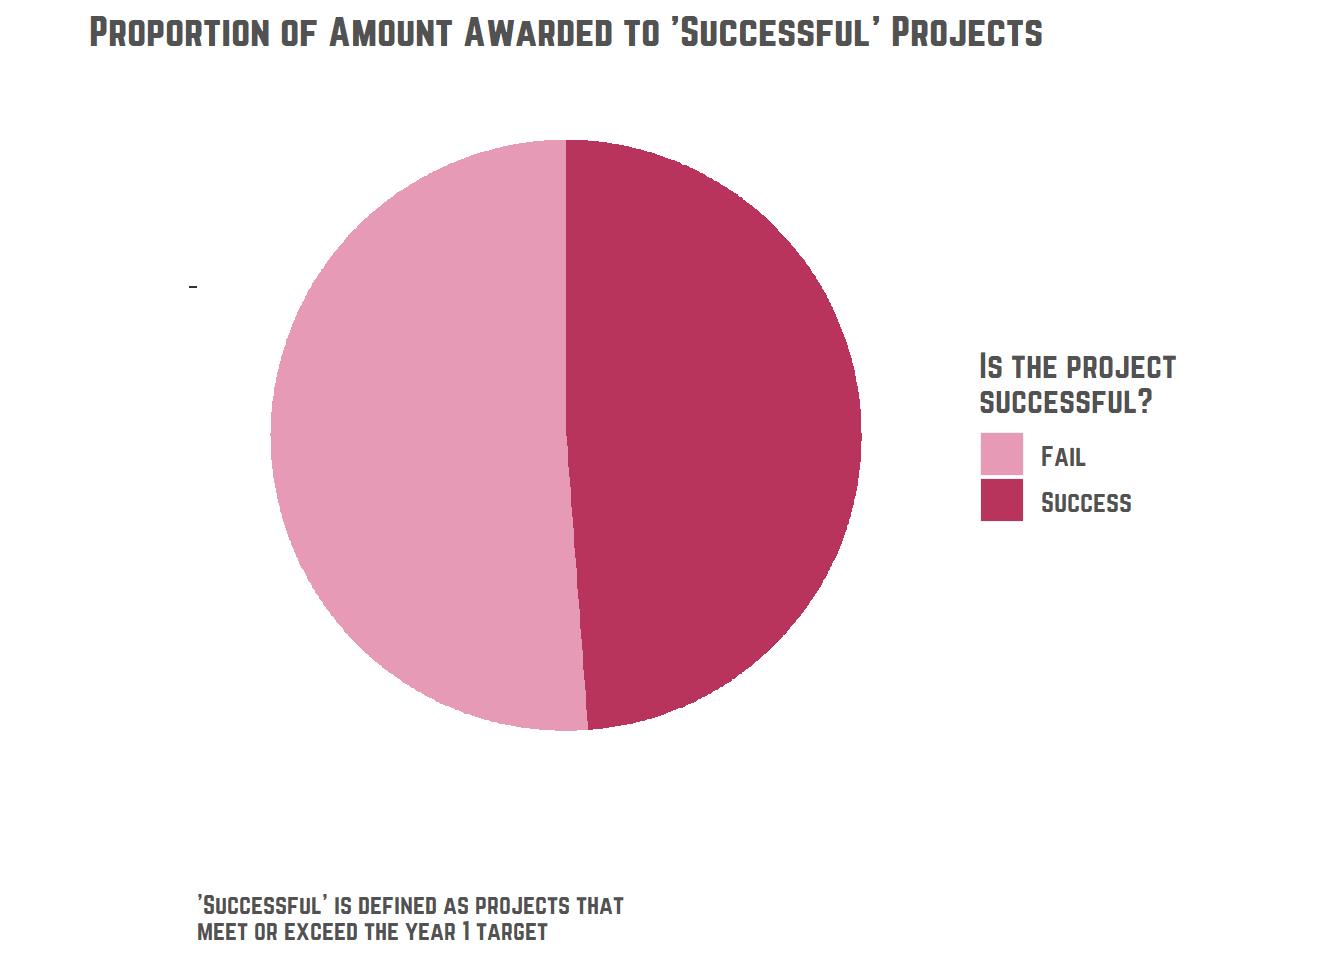 Proportion of Amount Awarded to 'Successful' Projects
Is the project
successful?
Fail
Success
'Successful' is defined as projects that
meet or exceed the year 1 target